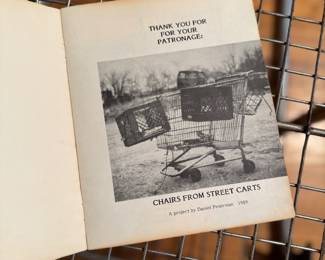 THANK YOU FOR
FOR YOUR
PATRONAGE:
CHAIRS FROM STREET CARTS
A project by Daniel Peterman 1989